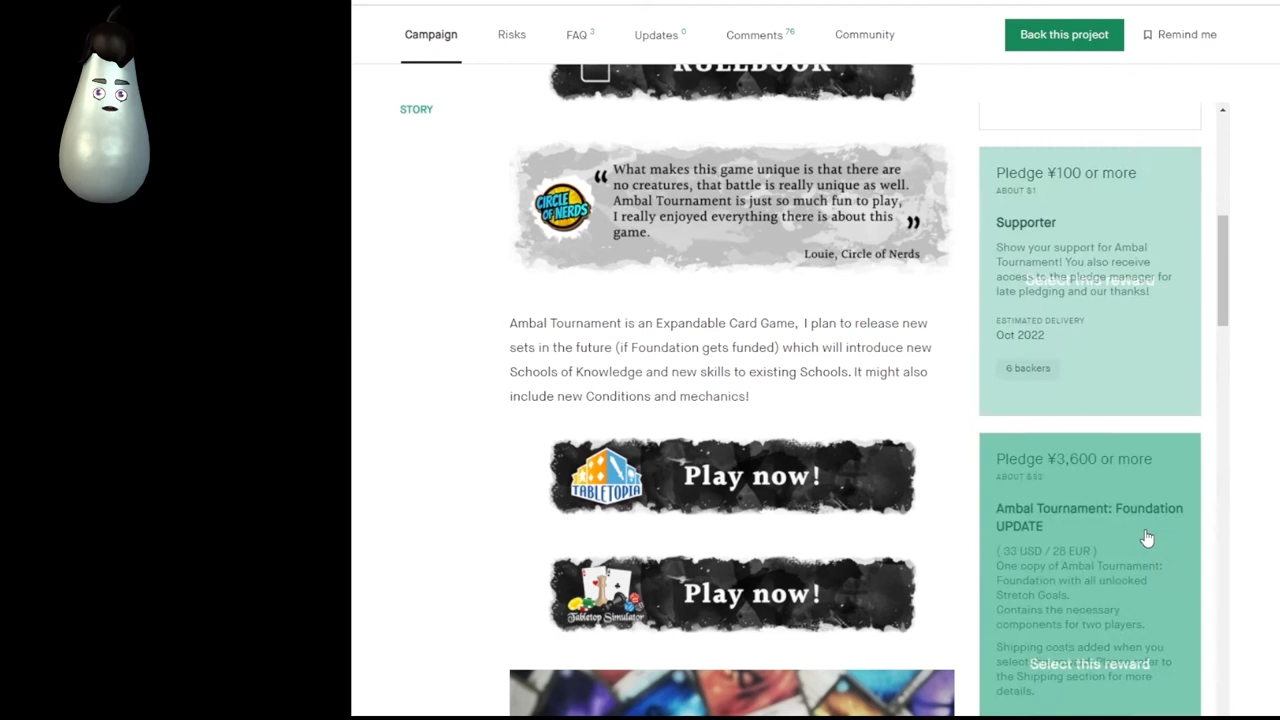 Campaign
Risks
FAQ 3
Updates 0
Comments 76
Community
Back this project
Remind me
RULEBOOK
STORY
CIRCLE
OF NERDS
“ What makes this game unique is that there are
no creatures, that battle is really unique as well.
Ambal Tournament is just so much fun to play,
I really enjoyed everything there is about this
game. ”
Louie, Circle of Nerds
Ambal Tournament is an Expandable Card Game, I plan to release new
sets in the future (if Foundation gets funded) which will introduce new
Schools of Knowledge and new skills to existing Schools. It might also
include new Conditions and mechanics!
TABLETOPIA
Play now!
Tabletop Simulator
Play now!
Pledge ¥100 or more
ABOUT $1
Supporter
Show your support for Ambal
Tournament! You also receive
access to the pledge manager for
late pledging and our thanks!
Select this reward
ESTIMATED DELIVERY
Oct 2022
6 backers
Pledge ¥3,600 or more
ABOUT $32
Ambal Tournament: Foundation
UPDATE
( 33 USD / 28 EUR )
One copy of Ambal Tournament:
Foundation with all unlocked
Stretch Goals.
Contains the necessary
components for two players.
Shipping costs added when you
select
Select this reward
to
the Shipping section for more
details.